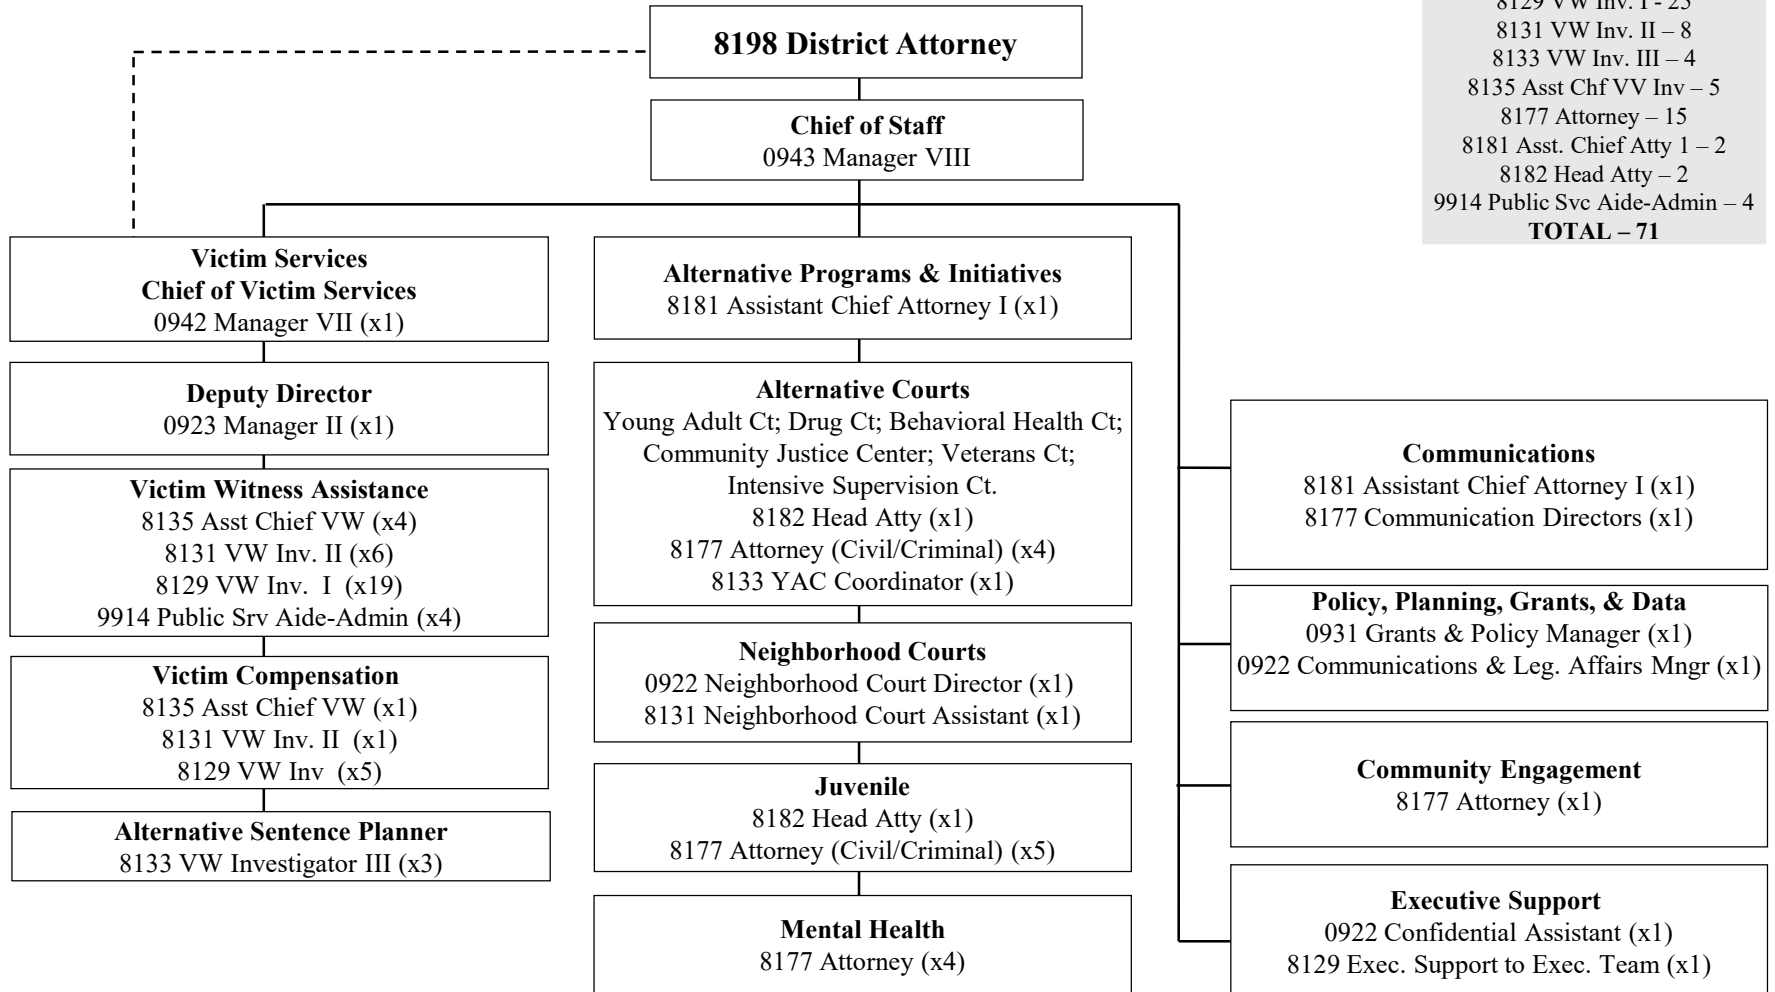 8198 District Attorney
Chief of Staff
0943 Manager VIII
8129 VW Inv. I - 25
8131 VW Inv. II – 8
8133 VW Inv. III – 4
8135 Asst Chf VV Inv – 5
8177 Attorney – 15
8181 Asst. Chief Atty 1 – 2
8182 Head Atty – 2
9914 Public Svc Aide-Admin – 4
TOTAL – 71
Victim Services
Chief of Victim Services
0942 Manager VII (x1)
Deputy Director
0923 Manager II (x1)
Victim Witness Assistance
8135 Asst Chief VW (x4)
8131 VW Inv. II (x6)
8129 VW Inv.  I  (x19)
9914 Public Srv Aide-Admin (x4)
Victim Compensation
8135 Asst Chief VW (x1)
8131 VW Inv. II  (x1)
8129 VW Inv  (x5)
Alternative Sentence Planner
8133 VW Investigator III (x3)
Alternative Programs & Initiatives
8181 Assistant Chief Attorney I (x1)
Alternative Courts
Young Adult Ct; Drug Ct; Behavioral Health Ct;
Community Justice Center; Veterans Ct;
Intensive Supervision Ct.
8182 Head Atty (x1)
8177 Attorney (Civil/Criminal) (x4)
8133 YAC Coordinator (x1)
Neighborhood Courts
0922 Neighborhood Court Director (x1)
8131 Neighborhood Court Assistant (x1)
Juvenile
8182 Head Atty (x1)
8177 Attorney (Civil/Criminal) (x5)
Mental Health
8177 Attorney (x4)
Communications
8181 Assistant Chief Attorney I (x1)
8177 Communication Directors (x1)
Policy, Planning, Grants, & Data
0931 Grants & Policy Manager (x1)
0922 Communications & Leg. Affairs Mngr (x1)
Community Engagement
8177 Attorney (x1)
Executive Support
0922 Confidential Assistant (x1)
8129 Exec. Support to Exec. Team (x1)